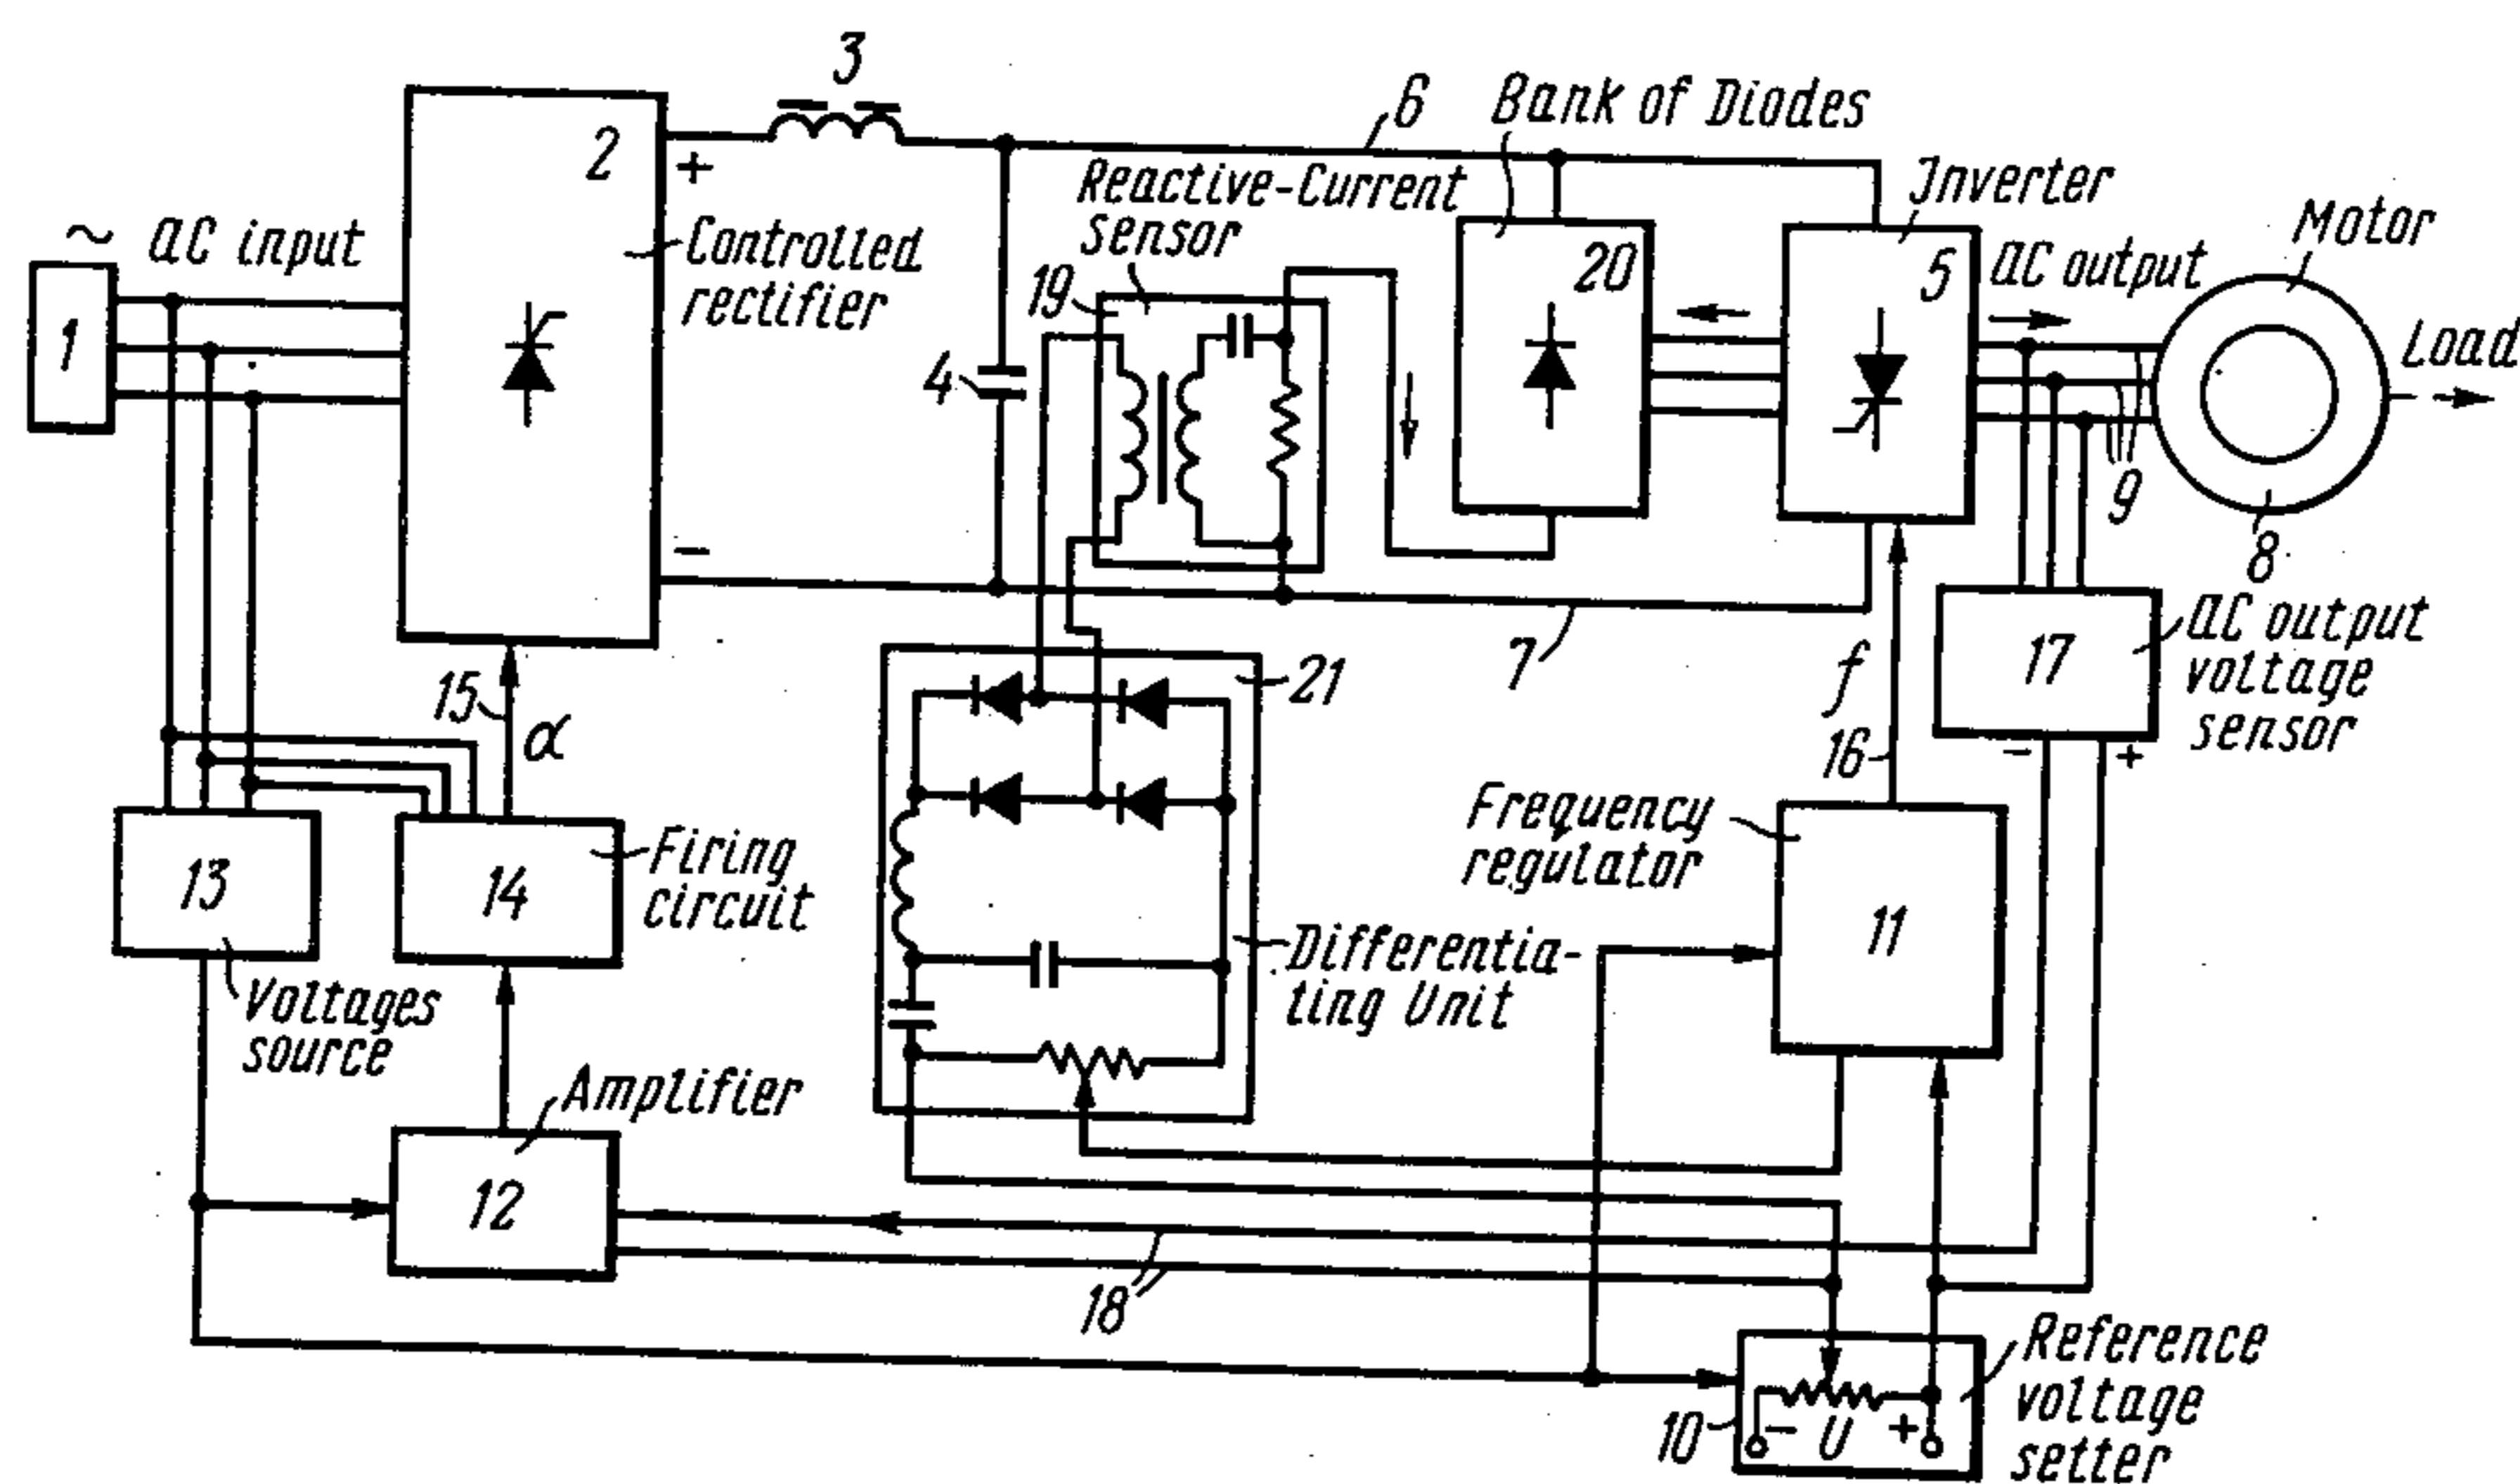 3
6
Bank of Diodes
2
+
Reactive-Current
sensor
Inverter
~ AC input
Controlled
rectifier
19
20
5
AC output
Motor
1
4
Load
9
8
-
7
15
α
21
f
16
17
AC output
voltage
sensor
-
+
13
14
Firing
circuit
Frequency
regulator
11
Voltages
source
Differentia-
ting Unit
Amplifier
12
18
Reference
voltage
setter
10
- U +